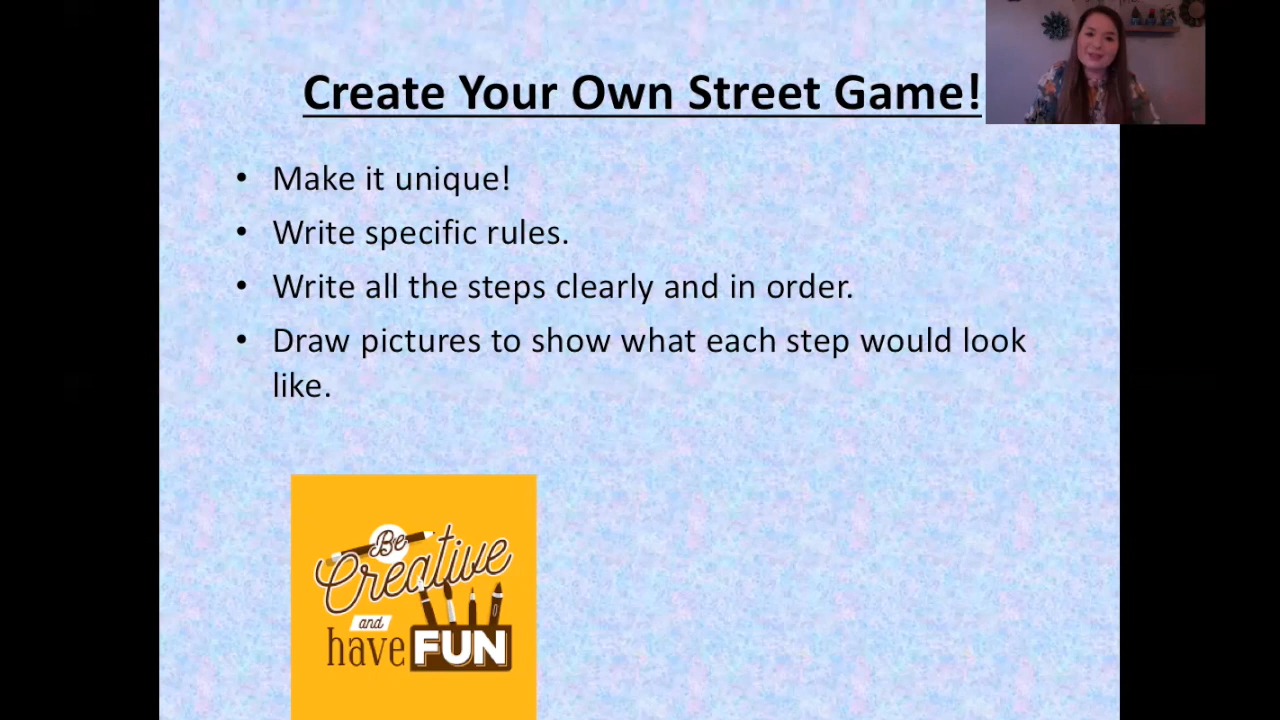 Create Your Own Street Game!
• Make it unique!
• Write specific rules.
• Write all the steps clearly and in order.
• Draw pictures to show what each step would look
like.
Be
Creative
and
have FUN